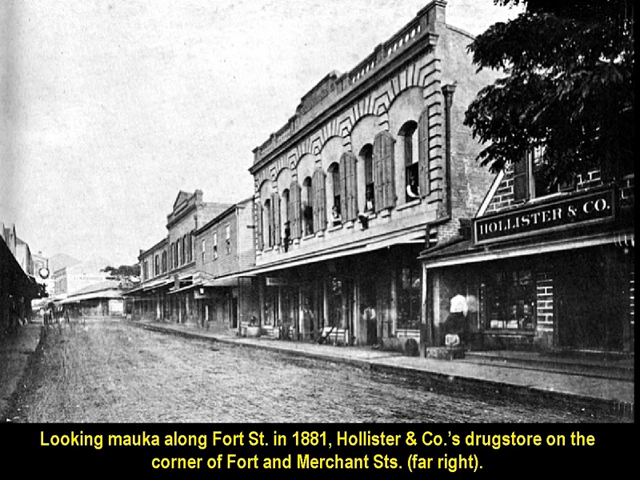 HOLLISTER & CO.
Looking mauka along Fort St. in 1881, Hollister & Co.'s drugstore on the
corner of Fort and Merchant Sts. (far right).